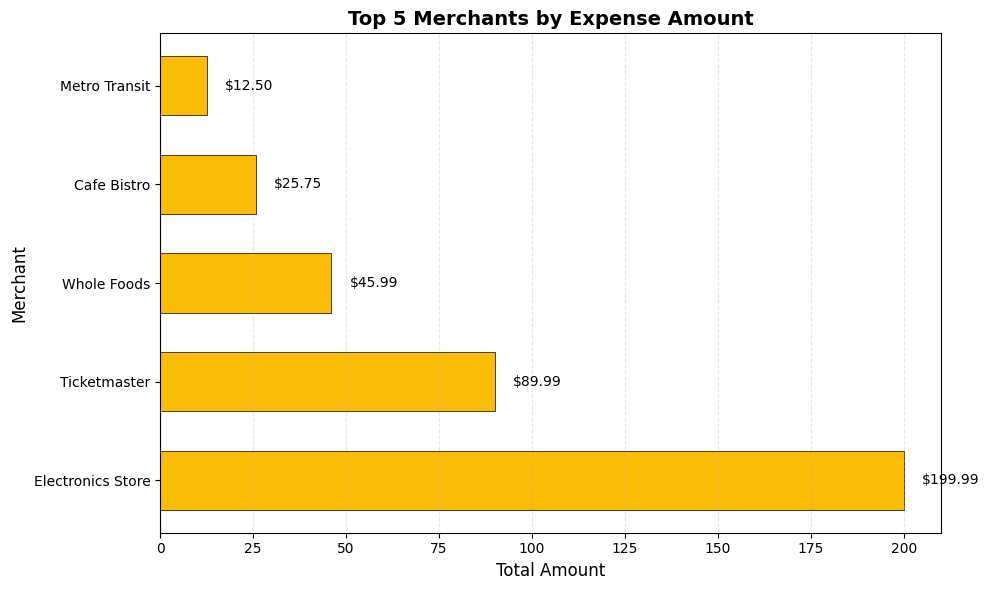 Top 5 Merchants by Expense Amount
Merchant
Metro Transit
$12.50
Cafe Bistro
$25.75
Whole Foods
$45.99
Ticketmaster
$89.99
Electronics Store
$199.99
0 25 50 75 100 125 150 175 200
Total Amount